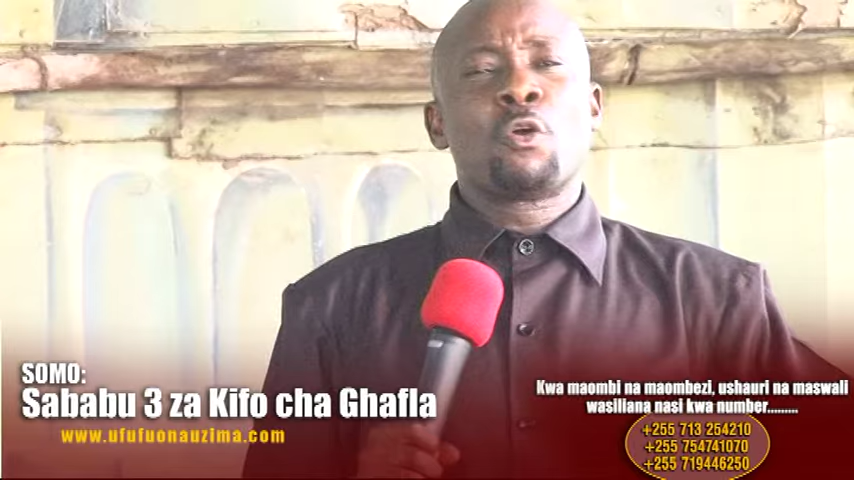 SOMO:
Sababu 3 za Kifo cha Ghafla
www.ufufuonauzima.com
Kwa maombi na maombezi, ushauri na maswali
wasiliana nasi kwa number.........
+255 713 254210
+255 754741070
+255 719446250